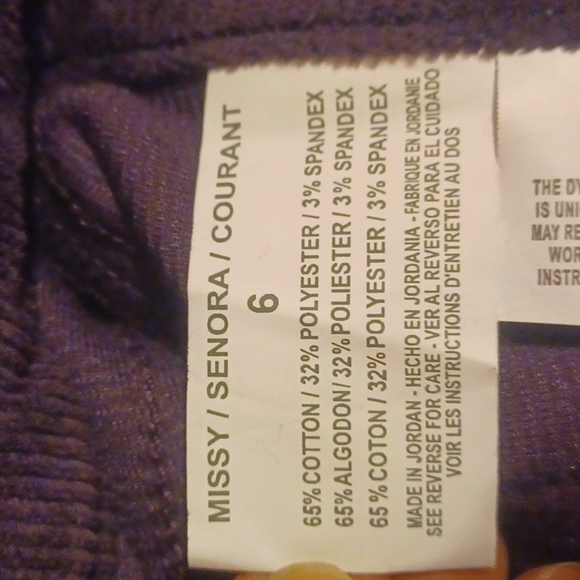 MISSY / SENORA / COURANT
6
65% COTTON / 32% POLYESTER / 3% SPANDEX
65% ALGODON/ 32% POLIESTER / 3% SPANDEX
65 % COTON / 32% POLYESTER / 3% SPANDEX
MADE IN JORDAN - HECHO EN JORDANIA - FABRIQUE EN JORDANIE
SEE REVERSE FOR CARE - VER AL REVERSO PARA EL CUIDADO
VOIR LES INSTRUCTIONS D'ENTRETIEN AU DOS
THE DY
IS UNI
MAY RE
WOR
INSTR